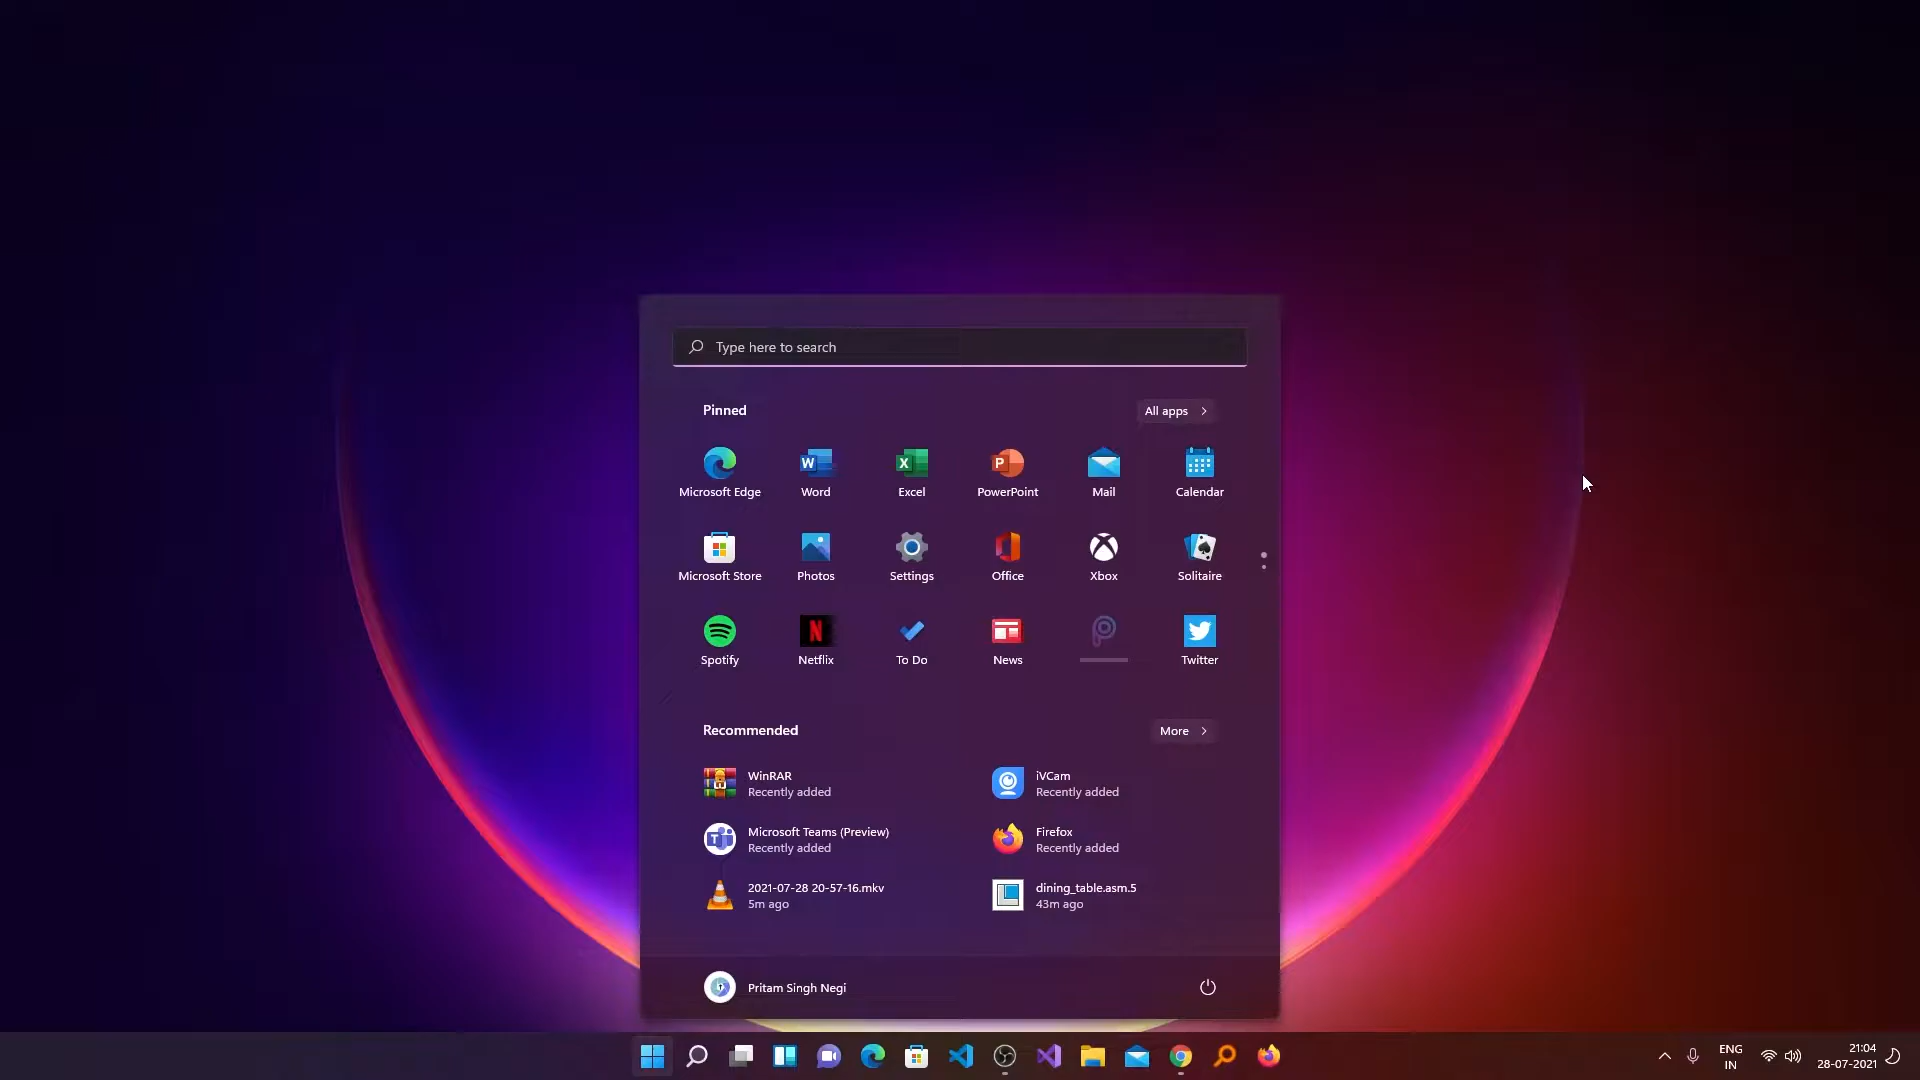 Type here to search
Pinned
All apps
Microsoft Edge
Word
Excel
PowerPoint
Mail
Calendar
Microsoft Store
Photos
Settings
Office
Xbox
Solitaire
Spotify
Netflix
To Do
News
Twitter
Recommended
More
WinRAR
Recently added
iVCam
Recently added
Microsoft Teams (Preview)
Recently added
Firefox
Recently added
2021-07-28 20-57-16.mkv
5m ago
dining_table.asm.5
43m ago
Pritam Singh Negi
ENG
IN
21:04
28-07-2021